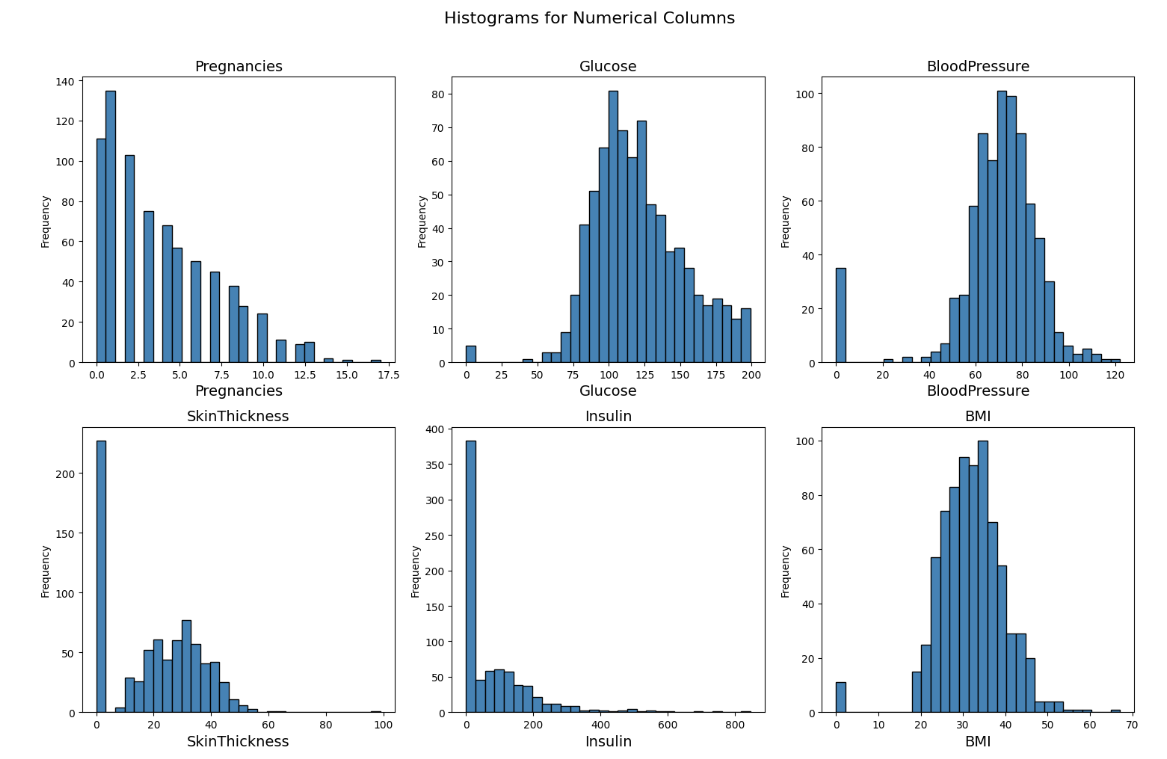 Histograms for Numerical Columns
Pregnancies
Frequency
140
120
100
80
60
40
20
0
0.0 2.5 5.0 7.5 10.0 12.5 15.0 17.5
Pregnancies
Glucose
Frequency
80
70
60
50
40
30
20
10
0
0 25 50 75 100 125 150 175 200
Glucose
BloodPressure
Frequency
100
80
60
40
20
0
0 20 40 60 80 100 120
BloodPressure
SkinThickness
Frequency
200
150
100
50
0
0 20 40 60 80 100
SkinThickness
Insulin
Frequency
400
350
300
250
200
150
100
50
0
0 200 400 600 800
Insulin
BMI
Frequency
100
80
60
40
20
0
0 10 20 30 40 50 60 70
BMI